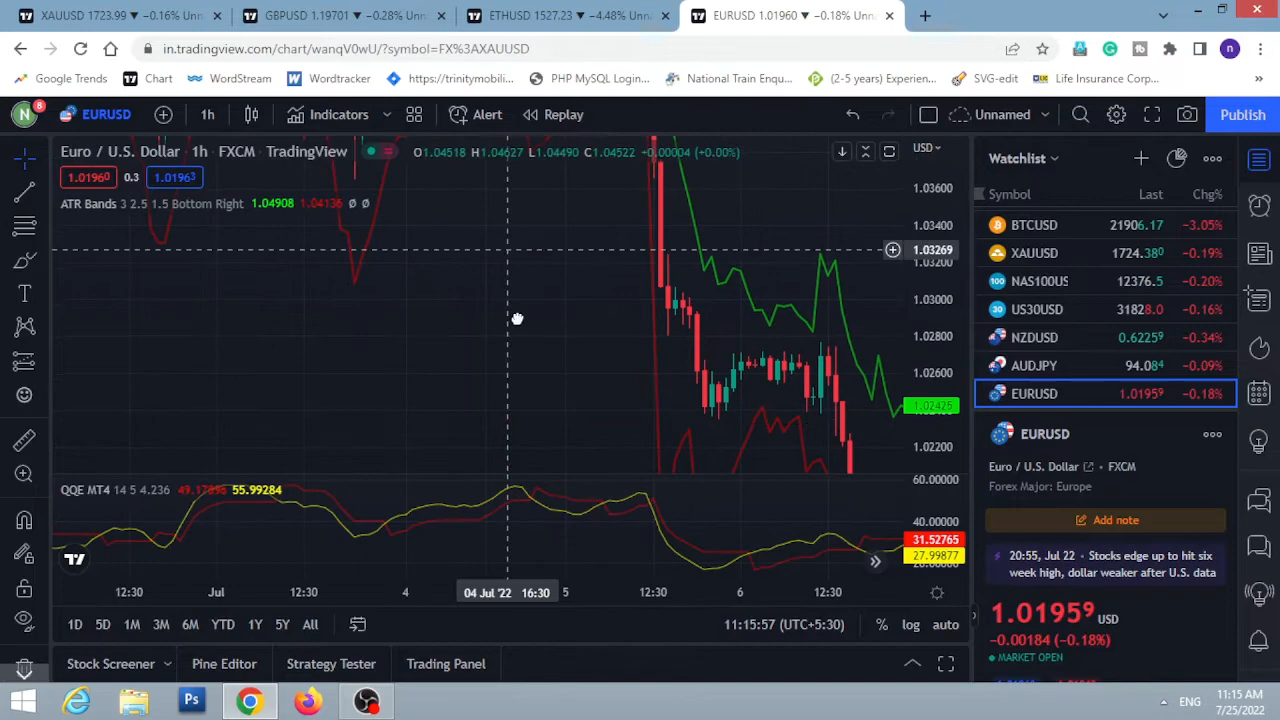 XAUUSD 1723.99 ▼ −0.16% Unn
GBPUSD 1.19701 ▼ −0.28% Un
ETHUSD 1527.23 ▼ −4.48% Unn
EURUSD 1.01960 ▼ −0.18% Un
in.tradingview.com/chart/wanqV0wU/?symbol=FX%3AXAUUSD
n
Google Trends
Chart
WordStream
Wordtracker
https://trinitymobili...
PHP MySQL Login...
National Train Enqu...
(2-5 years) Experien...
SVG-edit
Life Insurance Corp...
N 8
EURUSD
1h
Indicators
Alert
Replay
Unnamed
Publish
Euro / U.S. Dollar · 1h · FXCM · TradingView
O1.04518 H1.04627 L1.04490 C1.04522 +0.00004 (+0.00%)
USD
1.01960 0.3 1.01963
ATR Bands 3 2.5 1.5 Bottom Right 1.04908 1.04136 ø ø
1.03600
1.03400
1.03269
1.03200
1.03000
1.02800
1.02600
1.02425
1.02200
QQE MT4 14 5 4.236 55.99284
60.00000
40.00000
31.52765
27.99877
12:30
Jul
12:30
4
04 Jul '22 16:30
5
12:30
6
12:30
1D 5D 1M 3M 6M YTD 1Y 5Y All
11:15:57 (UTC+5:30)
% log auto
Stock Screener
Pine Editor
Strategy Tester
Trading Panel
Watchlist
Symbol Last Chg%
BTCUSD 21906.17 −3.05%
XAUUSD 1724.380 −0.19%
NAS100US 12376.5 −0.20%
US30USD 31828.0 −0.16%
NZDUSD 0.62259 −0.34%
AUDJPY 94.084 −0.09%
EURUSD 1.01959 −0.18%
EURUSD
Euro / U.S. Dollar · FXCM
Forex Major: Europe
Add note
20:55, Jul 22 · Stocks edge up to hit six
week high, dollar weaker after U.S. data
1.01959 USD
−0.00184 (−0.18%)
MARKET OPEN
Ps
ENG
11:15 AM
7/25/2022